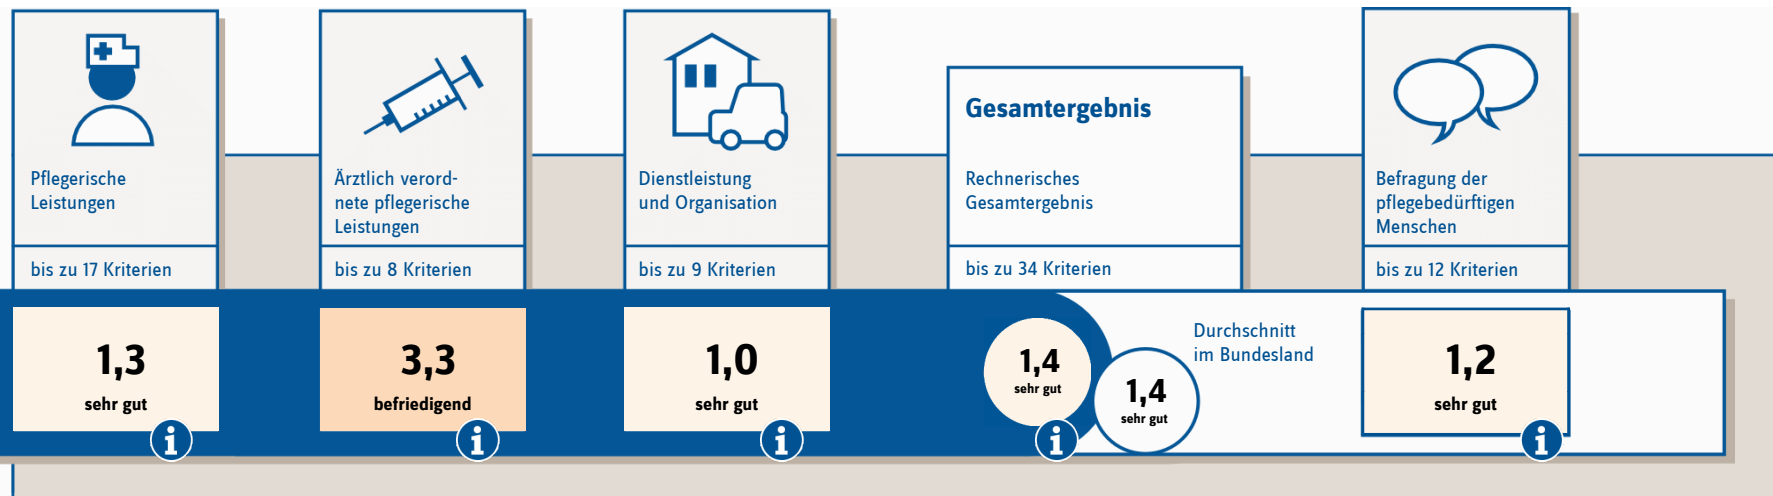 Pflegerische
Leistungen
bis zu 17 Kriterien
1,3
sehr gut
i
Ärztlich verord-
nete pflegerische
Leistungen
bis zu 8 Kriterien
3,3
befriedigend
i
Dienstleistung
und Organisation
bis zu 9 Kriterien
1,0
sehr gut
i
Gesamtergebnis
Rechnerisches
Gesamtergebnis
bis zu 34 Kriterien
1,4
sehr gut
i
Durchschnitt
im Bundesland
1,4
sehr gut
Befragung der
pflegebedürftigen
Menschen
bis zu 12 Kriterien
1,2
sehr gut
i